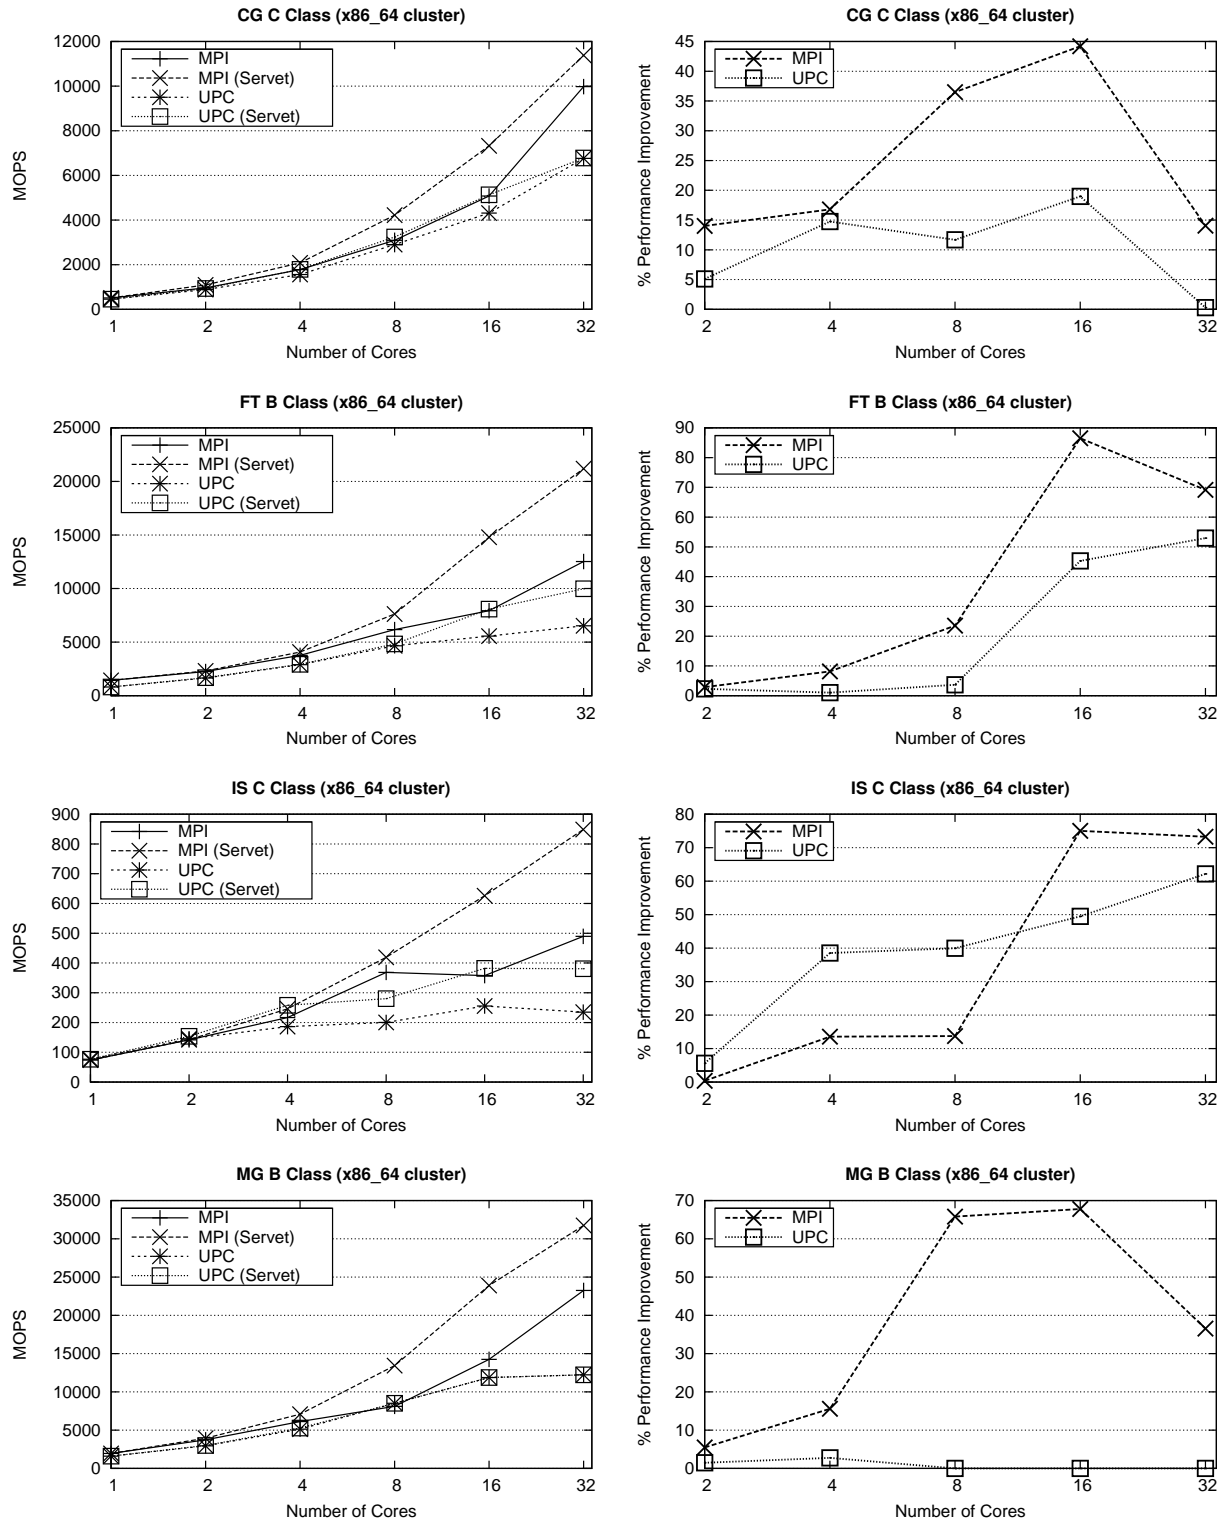 CG C Class (x86_64 cluster)
12000
10000
8000
6000
4000
2000
0
MOPS
MPI
MPI (Servet)
UPC
UPC (Servet)
1 2 4 8 16 32
Number of Cores
CG C Class (x86_64 cluster)
45
40
35
30
25
20
15
10
5
0
% Performance Improvement
MPI
UPC
2 4 8 16 32
Number of Cores
FT B Class (x86_64 cluster)
25000
20000
15000
10000
5000
0
MOPS
MPI
MPI (Servet)
UPC
UPC (Servet)
1 2 4 8 16 32
Number of Cores
FT B Class (x86_64 cluster)
90
80
70
60
50
40
30
20
10
0
% Performance Improvement
MPI
UPC
2 4 8 16 32
Number of Cores
IS C Class (x86_64 cluster)
900
800
700
600
500
400
300
200
100
0
MOPS
MPI
MPI (Servet)
UPC
UPC (Servet)
1 2 4 8 16 32
Number of Cores
IS C Class (x86_64 cluster)
80
70
60
50
40
30
20
10
0
% Performance Improvement
MPI
UPC
2 4 8 16 32
Number of Cores
MG B Class (x86_64 cluster)
35000
30000
25000
20000
15000
10000
5000
0
MOPS
MPI
MPI (Servet)
UPC
UPC (Servet)
1 2 4 8 16 32
Number of Cores
MG B Class (x86_64 cluster)
70
60
50
40
30
20
10
0
% Performance Improvement
MPI
UPC
2 4 8 16 32
Number of Cores